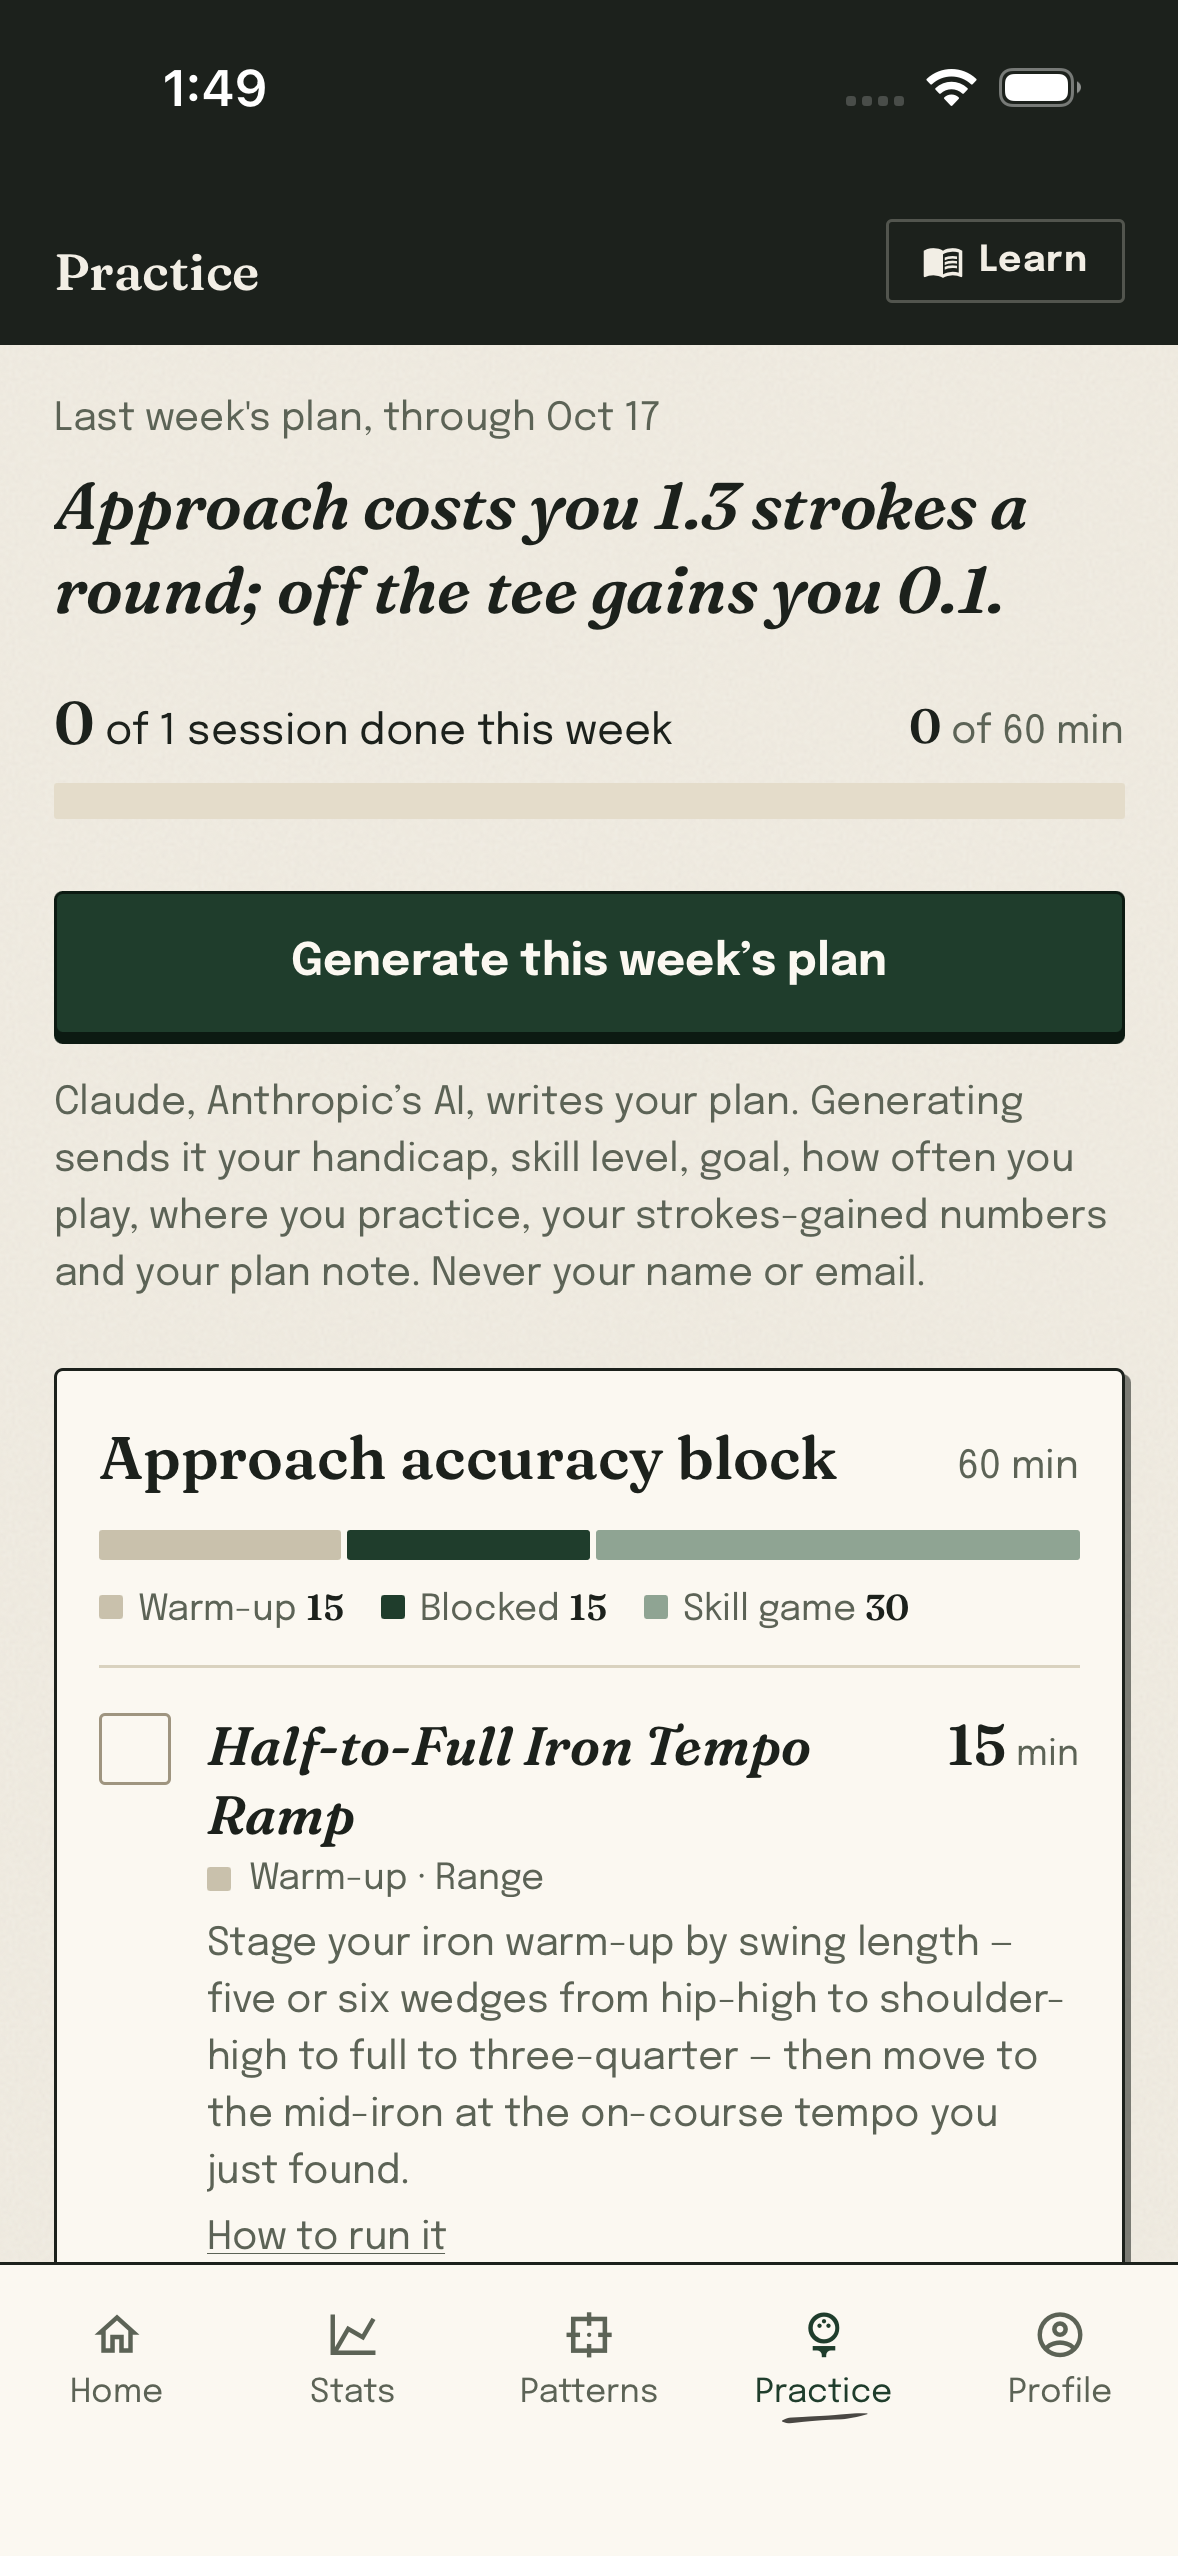 1:49
Practice
Learn
Last week's plan, through Oct 17
Approach costs you 1.3 strokes a
round; off the tee gains you 0.1.
0 of 1 session done this week
0 of 60 min
Generate this week’s plan
Claude, Anthropic’s AI, writes your plan. Generating
sends it your handicap, skill level, goal, how often you
play, where you practice, your strokes-gained numbers
and your plan note. Never your name or email.
Approach accuracy block
60 min
Warm-up 15
Blocked 15
Skill game 30
Half-to-Full Iron Tempo
Ramp
15 min
Warm-up · Range
Stage your iron warm-up by swing length –
five or six wedges from hip-high to shoulder-
high to full to three-quarter – then move to
the mid-iron at the on-course tempo you
just found.
How to run it
Home
Stats
Patterns
Practice
Profile